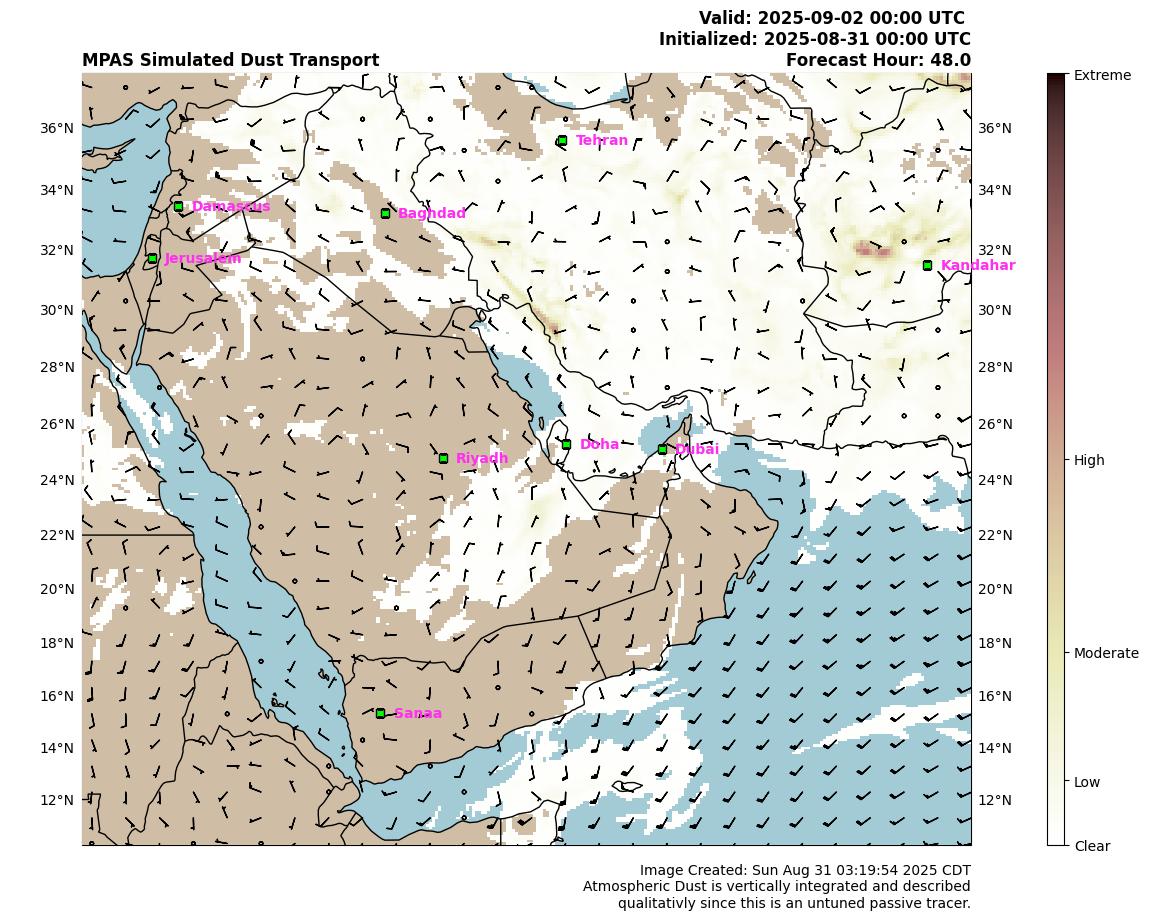 Valid: 2025-09-02 00:00 UTC
Initialized: 2025-08-31 00:00 UTC
MPAS Simulated Dust Transport
Forecast Hour: 48.0
Extreme
36°N
36°N
Tehran
34°N
34°N
Damascus
Baghdad
32°N
32°N
Jerusalem
Kandahar
30°N
30°N
28°N
28°N
26°N
26°N
Doha
Dubai
Riyadh
High
24°N
24°N
22°N
22°N
20°N
20°N
18°N
18°N
Moderate
16°N
16°N
Sanaa
14°N
14°N
Low
12°N
12°N
Clear
Image Created: Sun Aug 31 03:19:54 2025 CDT
Atmospheric Dust is vertically integrated and described
qualitativly since this is an untuned passive tracer.